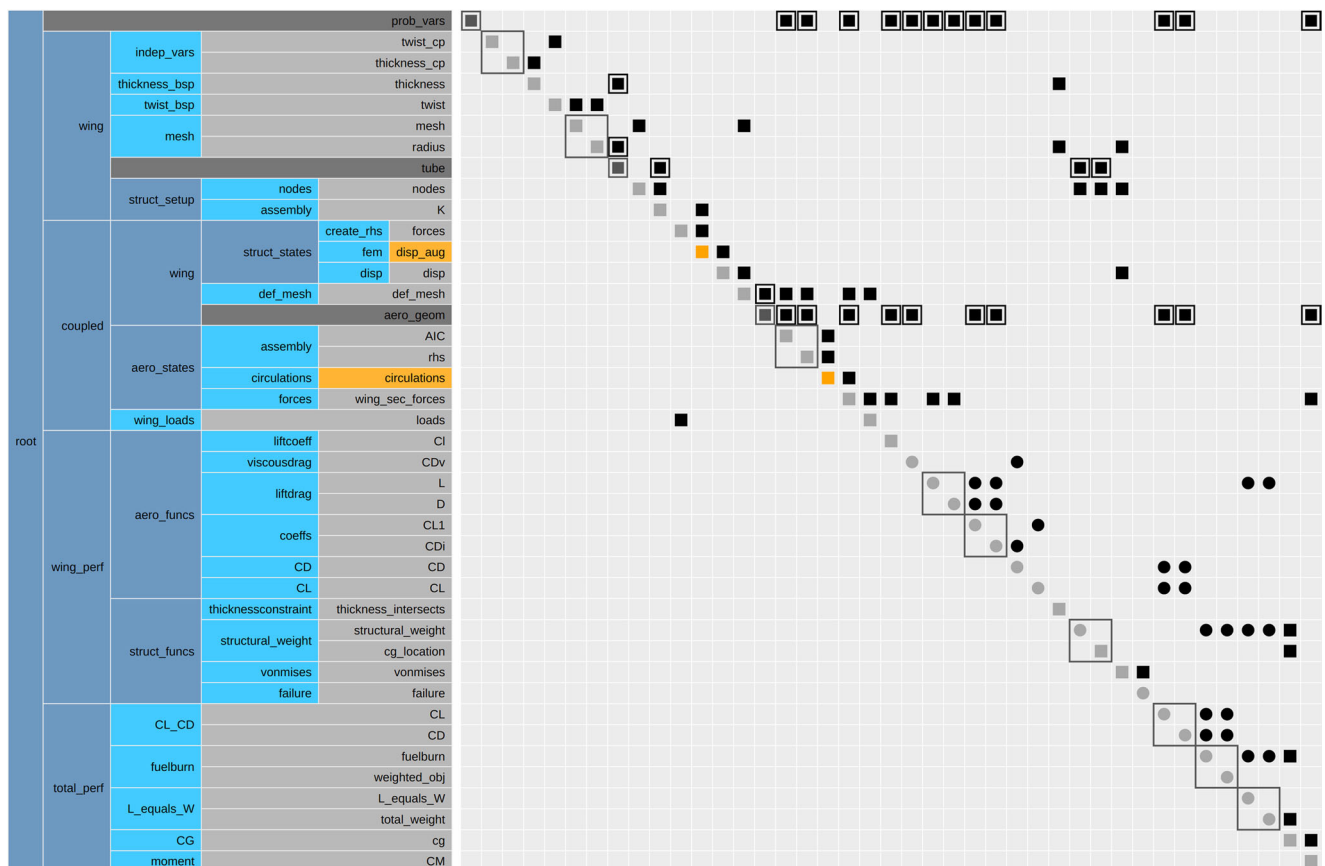 prob_vars
indep_vars
twist_cp
thickness_cp
thickness_bsp
thickness
twist_bsp
twist
wing
mesh
mesh
radius
tube
struct_setup
nodes
nodes
assembly
K
create_rhs
forces
struct_states
fem
disp_aug
wing
disp
disp
def_mesh
def_mesh
coupled
aero_geom
assembly
AIC
rhs
aero_states
circulations
circulations
forces
wing_sec_forces
wing_loads
loads
root
liftcoeff
Cl
viscousdrag
CDv
liftdrag
L
D
aero_funcs
coeffs
CL1
CDi
wing_perf
CD
CD
CL
CL
thicknessconstraint
thickness_intersects
struct_funcs
structural_weight
structural_weight
cg_location
vonmises
vonmises
failure
failure
CL_CD
CL
CD
fuelburn
fuelburn
weighted_obj
total_perf
L_equals_W
L_equals_W
total_weight
CG
cg
moment
CM